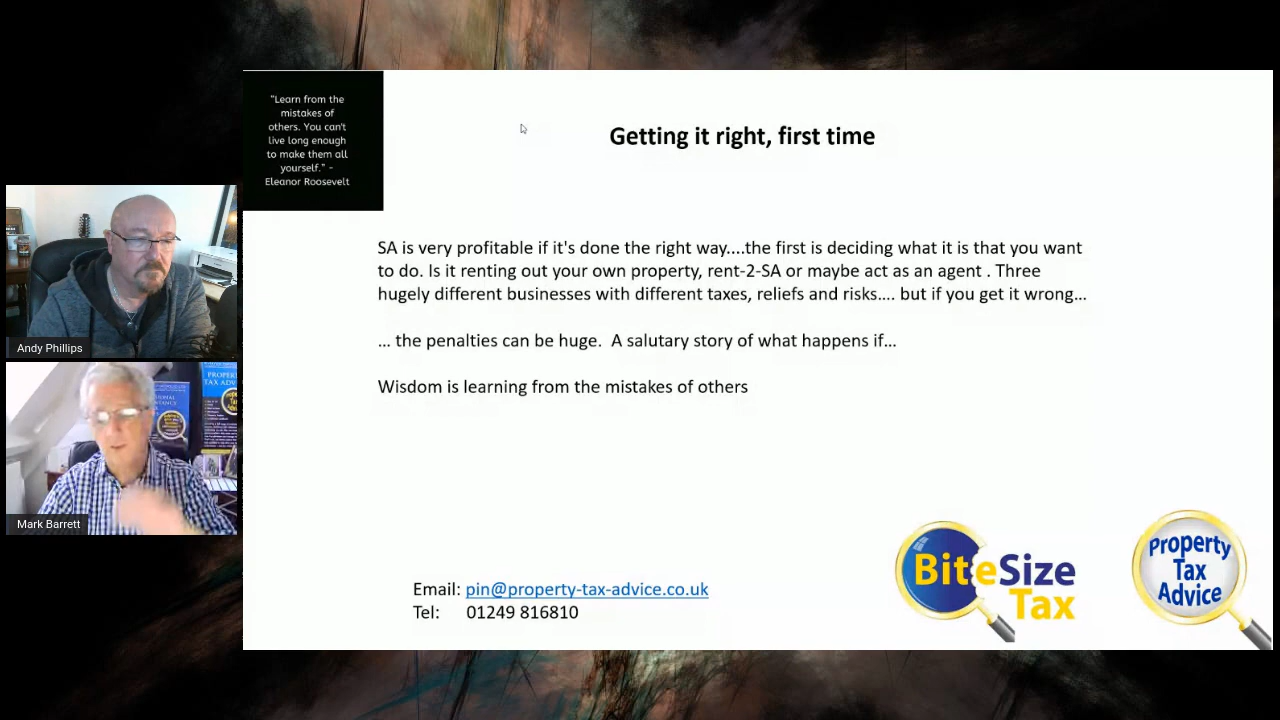 "Learn from the
mistakes of
others. You can't
live long enough
to make them all
yourself." -
Eleanor Roosevelt
Getting it right, first time
SA is very profitable if it's done the right way....the first is deciding what it is that you want
to do. Is it renting out your own property, rent-2-SA or maybe act as an agent . Three
hugely different businesses with different taxes, reliefs and risks.... but if you get it wrong...
... the penalties can be huge.  A salutary story of what happens if...
Wisdom is learning from the mistakes of others
Email: pin@property-tax-advice.co.uk
Tel: 01249 816810
BiteSize
Tax
Property
Tax
Advice
Andy Phillips
PROPER
TAX ADV
Mark Barrett